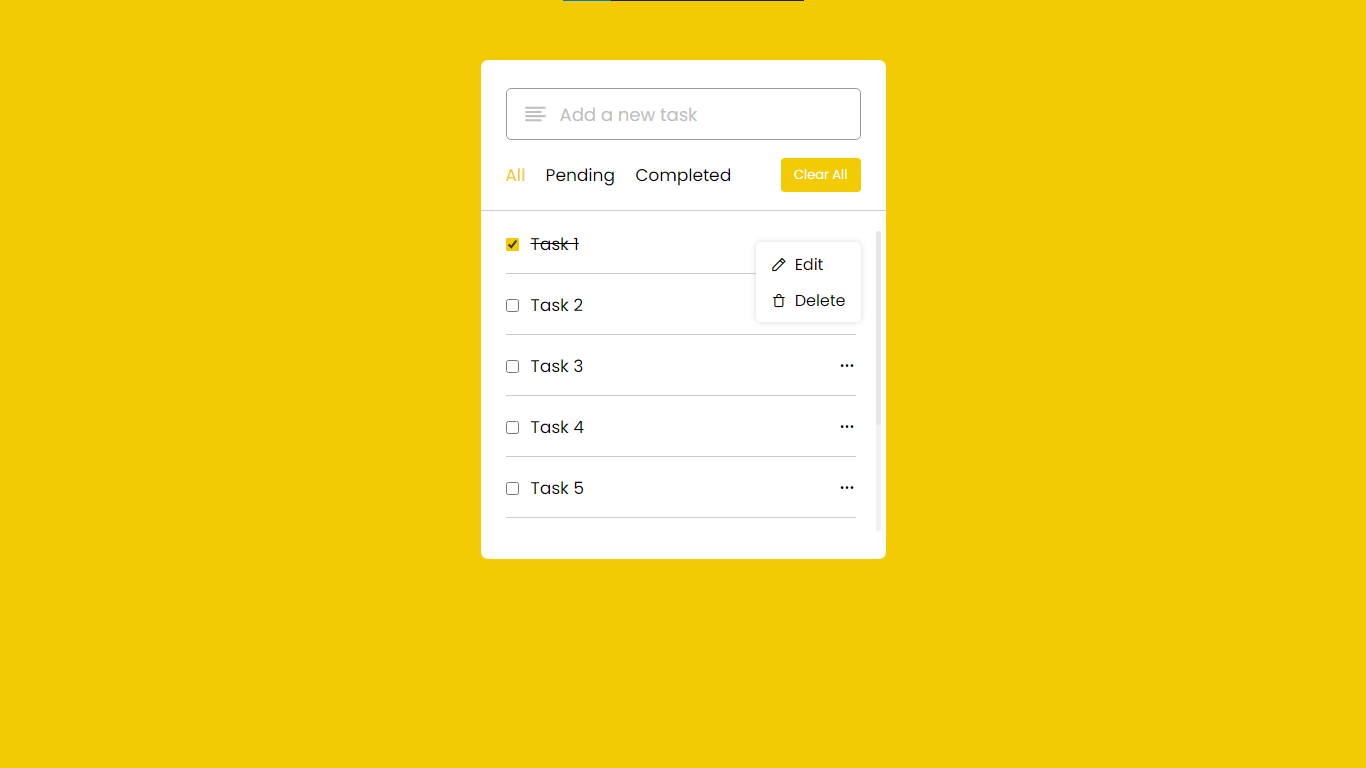 Add a new task
All Pending Completed Clear All
Task 1
Edit
Delete
Task 2
Task 3
Task 4
Task 5